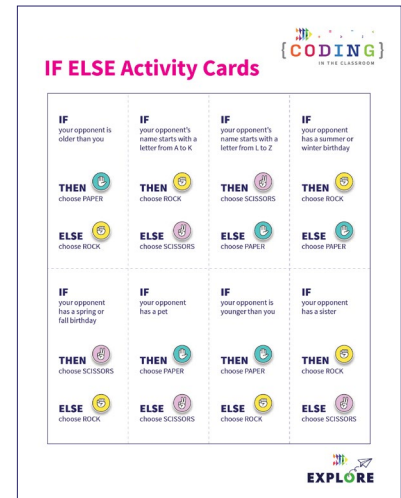 {CODING}
IN THE CLASSROOM
IF ELSE Activity Cards
IF
your opponent is
older than you
THEN
choose PAPER
ELSE
choose ROCK
IF
your opponent's
name starts with a
letter from A to K
THEN
choose ROCK
ELSE
choose SCISSORS
IF
your opponent's
name starts with a
letter from L to Z
THEN
choose SCISSORS
ELSE
choose PAPER
IF
your opponent
has a summer or
winter birthday
THEN
choose ROCK
ELSE
choose PAPER
IF
your opponent
has a spring or
fall birthday
THEN
choose SCISSORS
ELSE
choose ROCK
IF
your opponent
has a pet
THEN
choose PAPER
ELSE
choose SCISSORS
IF
your opponent is
younger than you
THEN
choose PAPER
ELSE
choose ROCK
IF
your opponent
has a sister
THEN
choose ROCK
ELSE
choose SCISSORS
EXPLORE